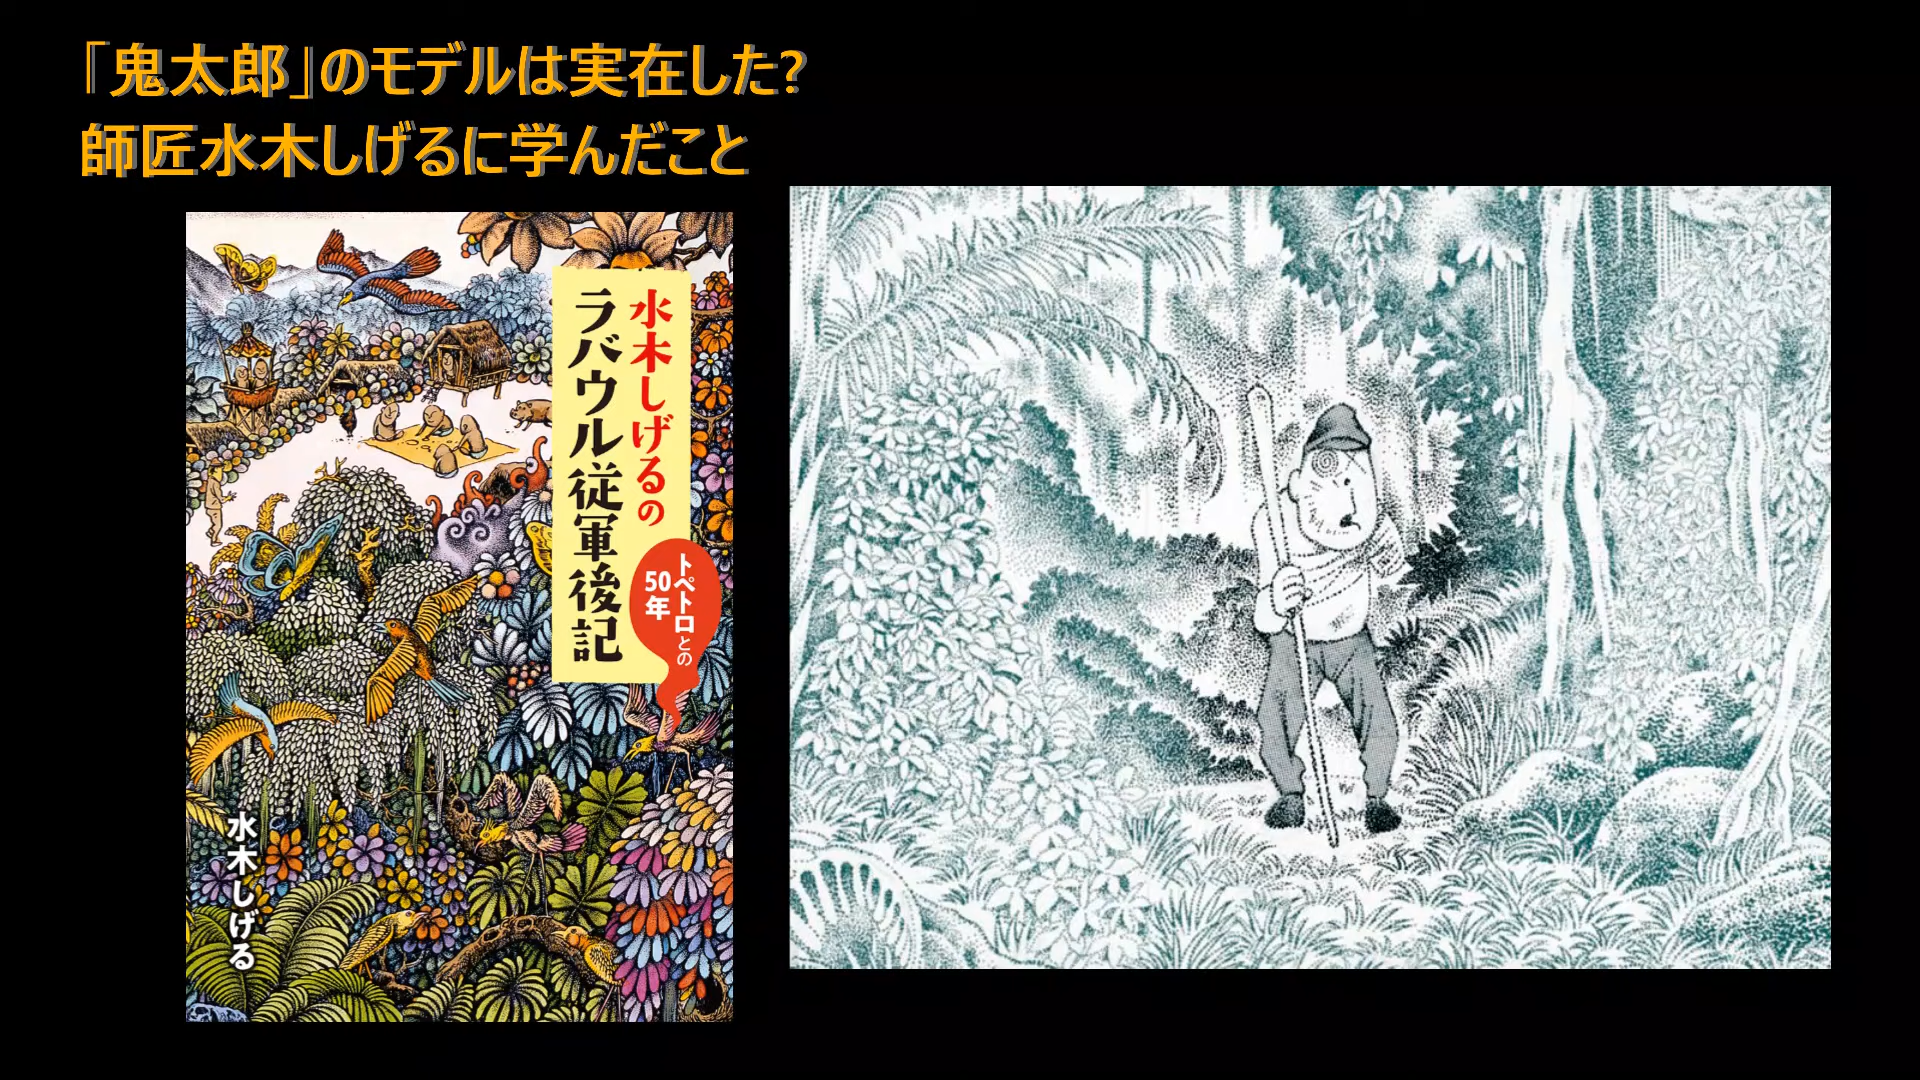 「鬼太郎」のモデルは実在した?
師匠水木しげるに学んだこと
水木しげるの
ラバウル従軍後記
トペトロとの
50年
水木しげる